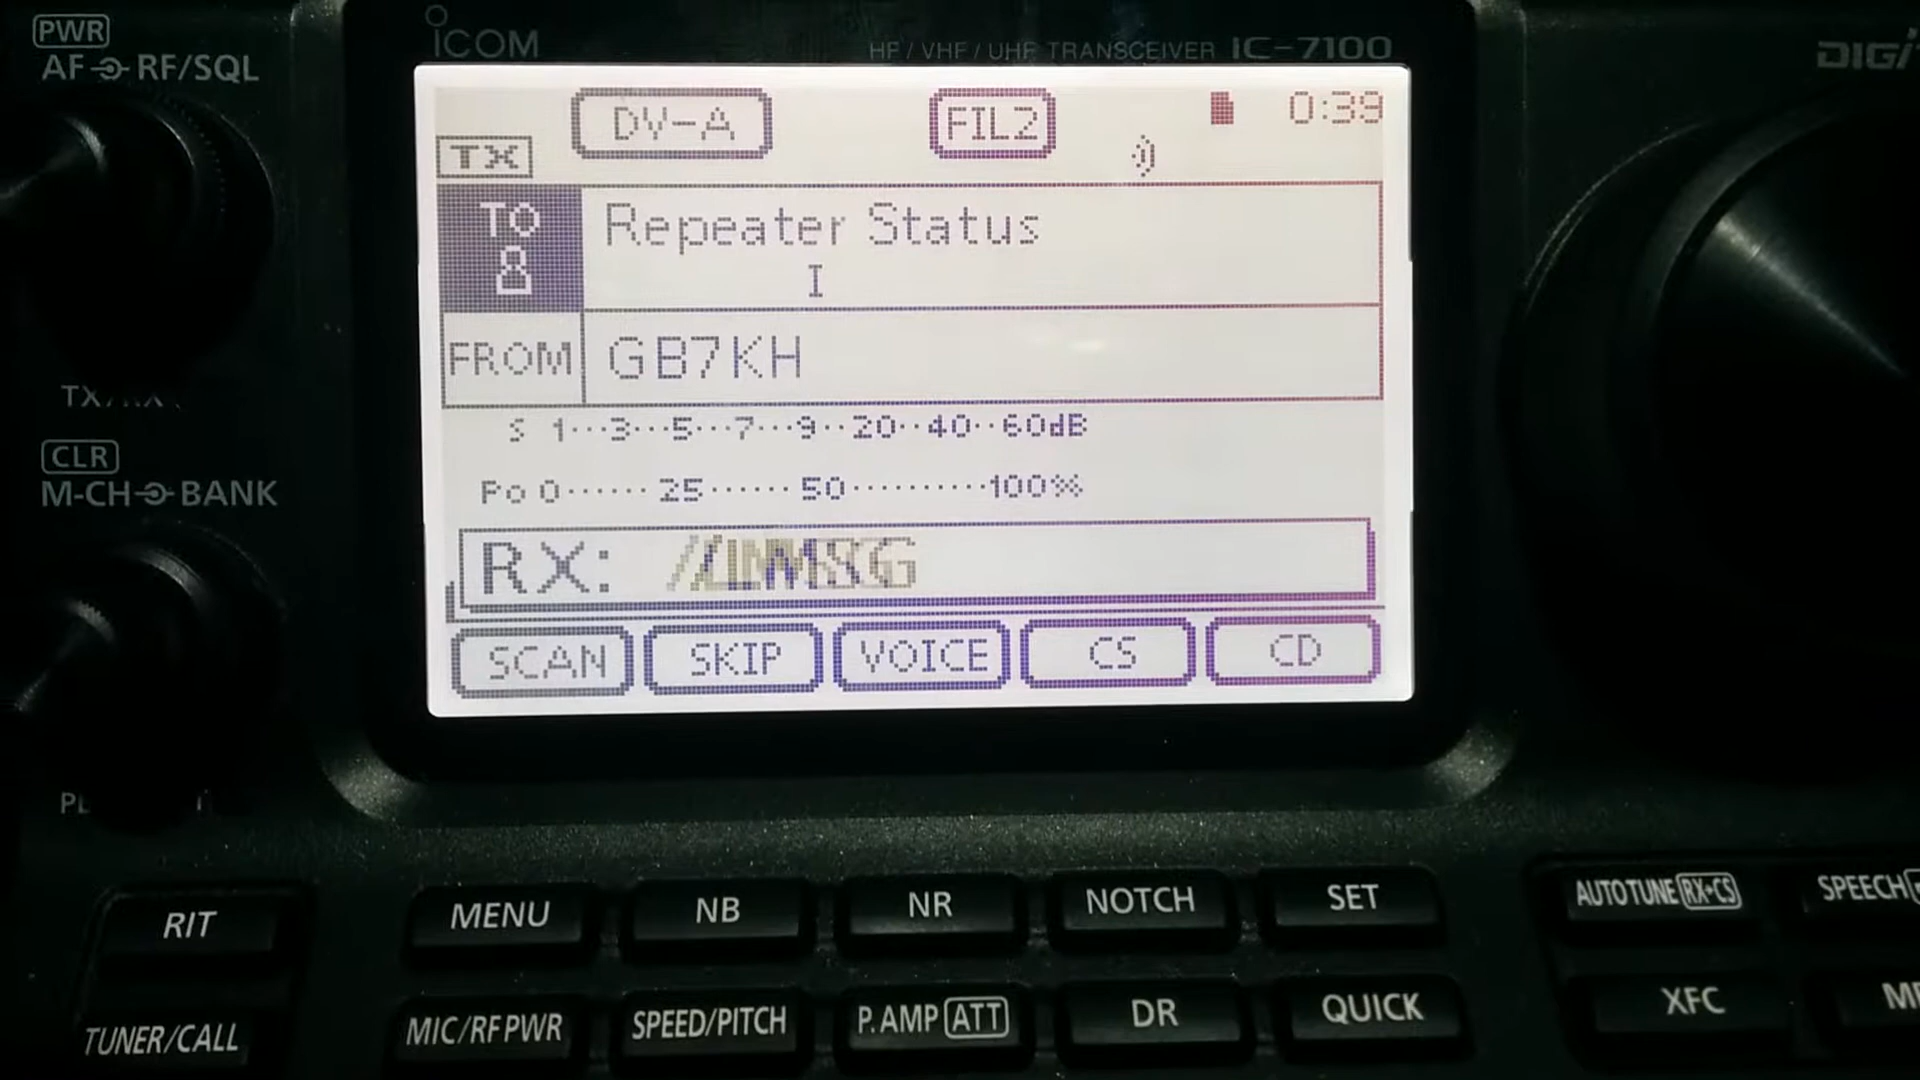 PWR
AF RF/SQL
ICOM
HF / VHF / UHF TRANSCEIVER IC-7100
DV-A
FIL2
0:39
TX
TO
8
Repeater Status
I
FROM
GB7KH
S 1···3···5···7···9··20··40··60dB
Po 0······25······50··········100%
RX:
SCAN
SKIP
VOICE
CS
CD
CLR
M-CH BANK
RIT
MENU
NB
NR
NOTCH
SET
AUTOTUNE RX→CS
SPEECH
TUNER/CALL
MIC/RF PWR
SPEED/PITCH
P.AMP ATT
DR
QUICK
XFC